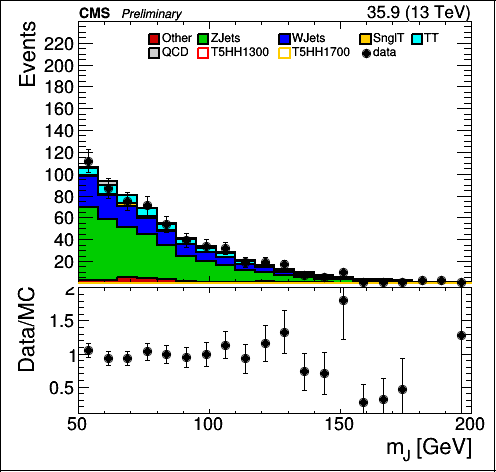 CMS Preliminary 35.9 (13 TeV)
Other ZJets WJets SnglT TT
QCD T5HH1300 T5HH1700 data
Events
220
200
180
160
140
120
100
80
60
40
20
Data/MC
2
1.5
1
0.5
50 100 150 200
m_J [GeV]